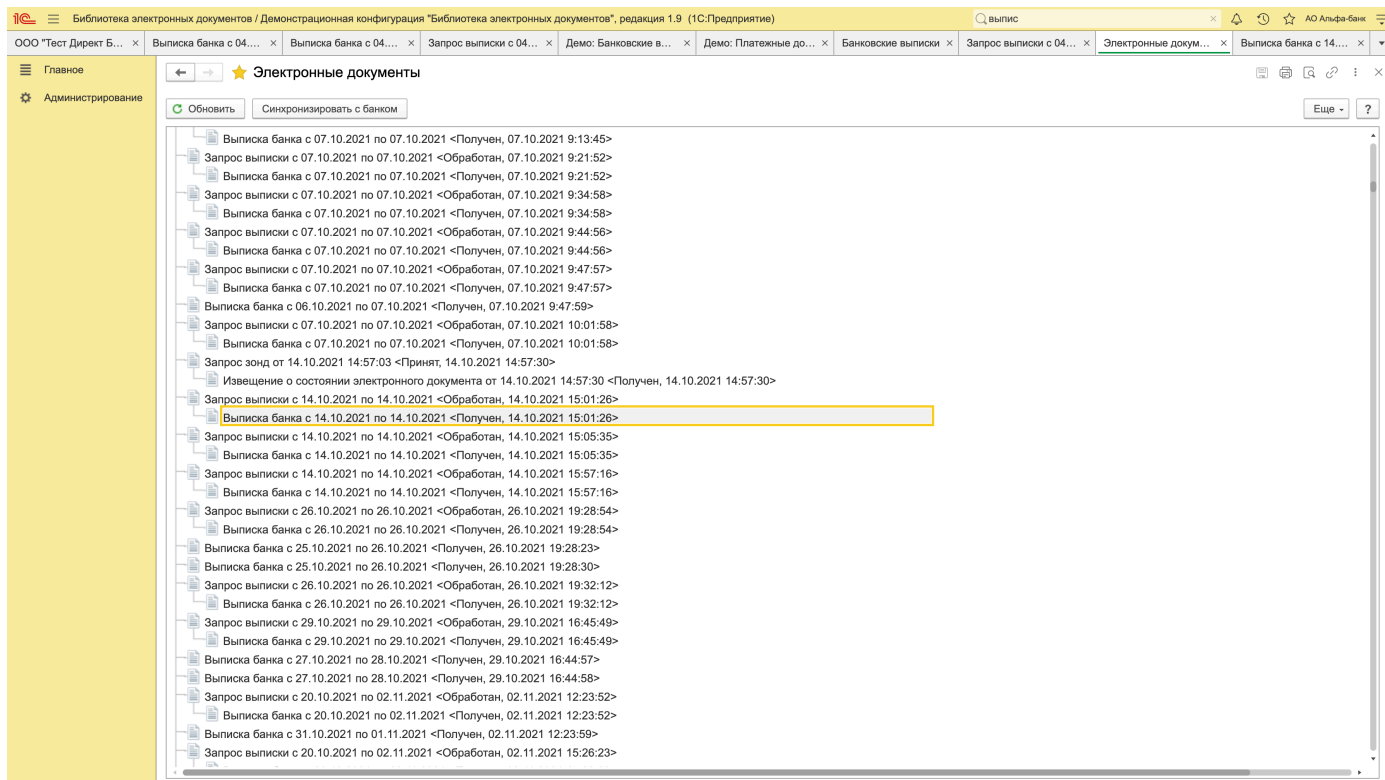 1С Библиотека электронных документов / Демонстрационная конфигурация "Библиотека электронных документов", редакция 1.9 (1С:Предприятие) выпис АО Альфа-банк
ООО "Тест Директ Б... Выписка банка с 04.... Выписка банка с 04.... Запрос выписки с 04... Демо: Банковские в... Демо: Платежные до... Банковские выписки Запрос выписки с 04... Электронные докум... Выписка банка с 14....
Главное
Администрирование
Электронные документы
Обновить Синхронизировать с банком Еще ?
Выписка банка с 07.10.2021 по 07.10.2021 <Получен, 07.10.2021 9:13:45>
Запрос выписки с 07.10.2021 по 07.10.2021 <Обработан, 07.10.2021 9:21:52>
Выписка банка с 07.10.2021 по 07.10.2021 <Получен, 07.10.2021 9:21:52>
Запрос выписки с 07.10.2021 по 07.10.2021 <Обработан, 07.10.2021 9:34:58>
Выписка банка с 07.10.2021 по 07.10.2021 <Получен, 07.10.2021 9:34:58>
Запрос выписки с 07.10.2021 по 07.10.2021 <Обработан, 07.10.2021 9:44:56>
Выписка банка с 07.10.2021 по 07.10.2021 <Получен, 07.10.2021 9:44:56>
Запрос выписки с 07.10.2021 по 07.10.2021 <Обработан, 07.10.2021 9:47:57>
Выписка банка с 07.10.2021 по 07.10.2021 <Получен, 07.10.2021 9:47:57>
Выписка банка с 06.10.2021 по 07.10.2021 <Получен, 07.10.2021 9:47:59>
Запрос выписки с 07.10.2021 по 07.10.2021 <Обработан, 07.10.2021 10:01:58>
Выписка банка с 07.10.2021 по 07.10.2021 <Получен, 07.10.2021 10:01:58>
Запрос зонд от 14.10.2021 14:57:03 <Принят, 14.10.2021 14:57:30>
Извещение о состоянии электронного документа от 14.10.2021 14:57:30 <Получен, 14.10.2021 14:57:30>
Запрос выписки с 14.10.2021 по 14.10.2021 <Обработан, 14.10.2021 15:01:26>
Выписка банка с 14.10.2021 по 14.10.2021 <Получен, 14.10.2021 15:01:26>
Запрос выписки с 14.10.2021 по 14.10.2021 <Обработан, 14.10.2021 15:05:35>
Выписка банка с 14.10.2021 по 14.10.2021 <Получен, 14.10.2021 15:05:35>
Запрос выписки с 14.10.2021 по 14.10.2021 <Обработан, 14.10.2021 15:57:16>
Выписка банка с 14.10.2021 по 14.10.2021 <Получен, 14.10.2021 15:57:16>
Запрос выписки с 26.10.2021 по 26.10.2021 <Обработан, 26.10.2021 19:28:54>
Выписка банка с 26.10.2021 по 26.10.2021 <Получен, 26.10.2021 19:28:54>
Выписка банка с 25.10.2021 по 26.10.2021 <Получен, 26.10.2021 19:28:23>
Выписка банка с 25.10.2021 по 26.10.2021 <Получен, 26.10.2021 19:28:30>
Запрос выписки с 26.10.2021 по 26.10.2021 <Обработан, 26.10.2021 19:32:12>
Выписка банка с 26.10.2021 по 26.10.2021 <Получен, 26.10.2021 19:32:12>
Запрос выписки с 29.10.2021 по 29.10.2021 <Обработан, 29.10.2021 16:45:49>
Выписка банка с 29.10.2021 по 29.10.2021 <Получен, 29.10.2021 16:45:49>
Выписка банка с 27.10.2021 по 28.10.2021 <Получен, 29.10.2021 16:44:57>
Выписка банка с 27.10.2021 по 28.10.2021 <Получен, 29.10.2021 16:44:58>
Запрос выписки с 20.10.2021 по 02.11.2021 <Обработан, 02.11.2021 12:23:52>
Выписка банка с 20.10.2021 по 02.11.2021 <Получен, 02.11.2021 12:23:52>
Выписка банка с 31.10.2021 по 01.11.2021 <Получен, 02.11.2021 12:23:59>
Запрос выписки с 20.10.2021 по 02.11.2021 <Обработан, 02.11.2021 15:26:23>